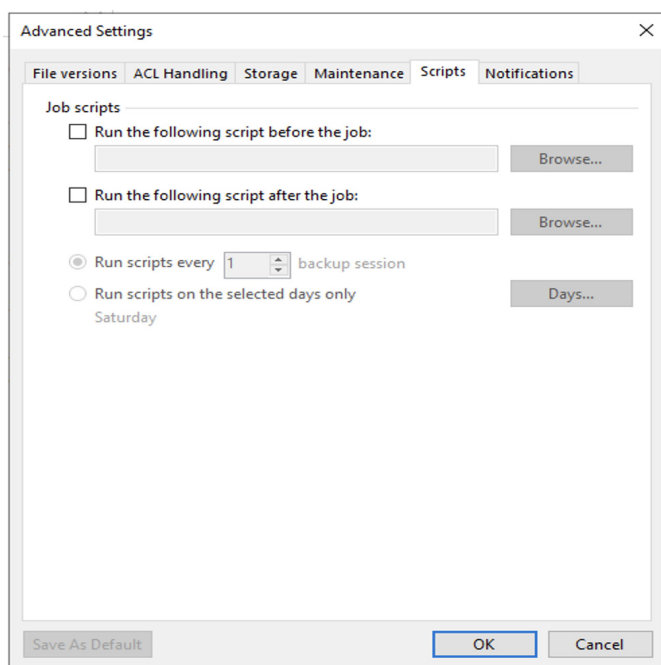 Advanced Settings
File versions ACL Handling Storage Maintenance Scripts Notifications
Job scripts
Run the following script before the job:
Browse...
Run the following script after the job:
Browse...
Run scripts every 1 backup session
Run scripts on the selected days only
Days...
Saturday
Save As Default OK Cancel